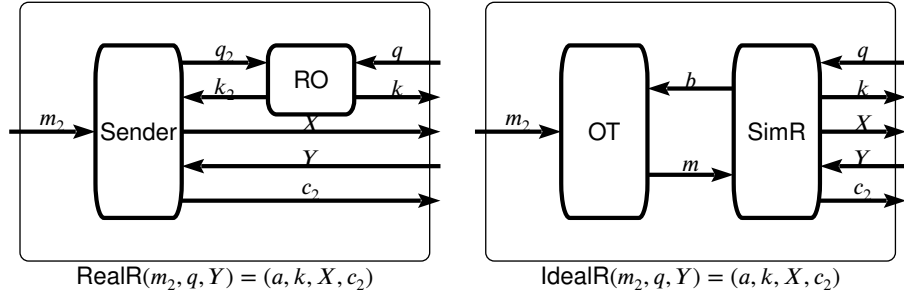 q₂ q q
RO
k₂ k b k
m₂ Sender X m₂ OT SimR X
Y m Y
c₂ c₂
RealR(m₂, q, Y) = (a, k, X, c₂) IdealR(m₂, q, Y) = (a, k, X, c₂)